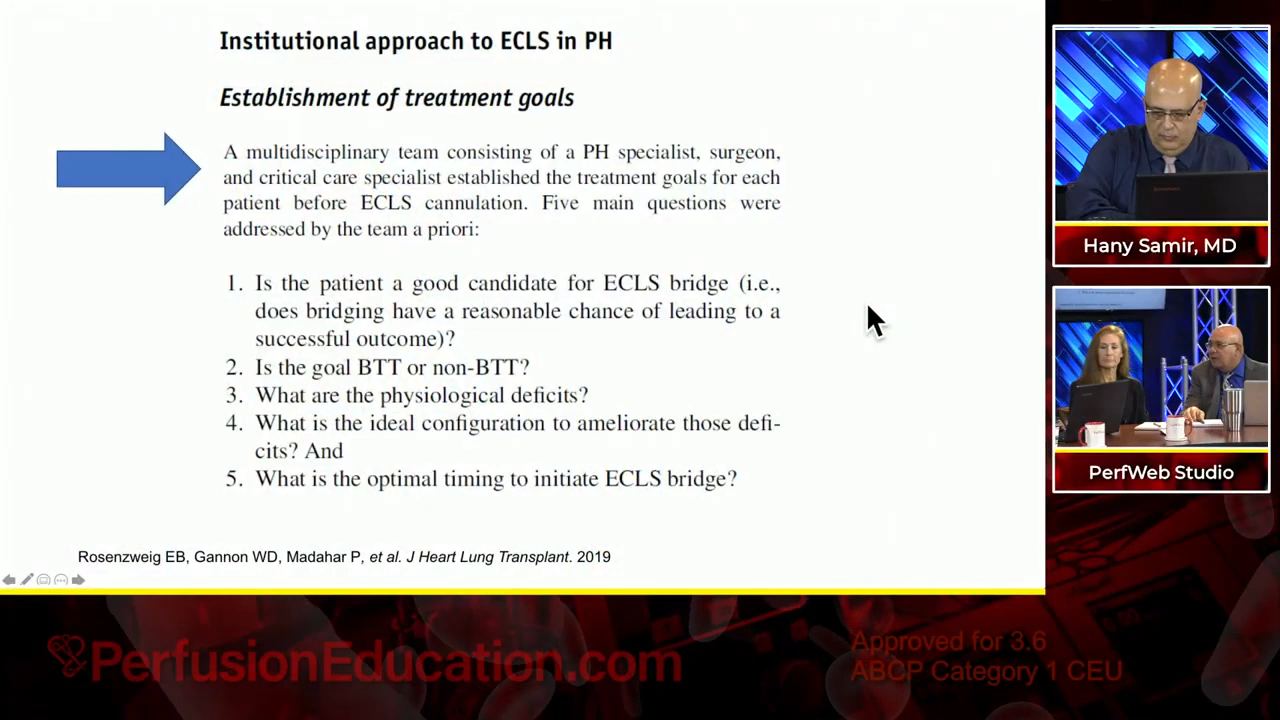 Institutional approach to ECLS in PH
Establishment of treatment goals
A multidisciplinary team consisting of a PH specialist, surgeon,
and critical care specialist established the treatment goals for each
patient before ECLS cannulation. Five main questions were
addressed by the team a priori:
1. Is the patient a good candidate for ECLS bridge (i.e.,
does bridging have a reasonable chance of leading to a
successful outcome)?
2. Is the goal BTT or non-BTT?
3. What are the physiological deficits?
4. What is the ideal configuration to ameliorate those defi-
cits? And
5. What is the optimal timing to initiate ECLS bridge?
Rosenzweig EB, Gannon WD, Madahar P, et al. J Heart Lung Transplant. 2019
Hany Samir, MD
PerfWeb Studio
PerfusionEducation.com
Approved for 3.6
ABCP Category 1 CEU